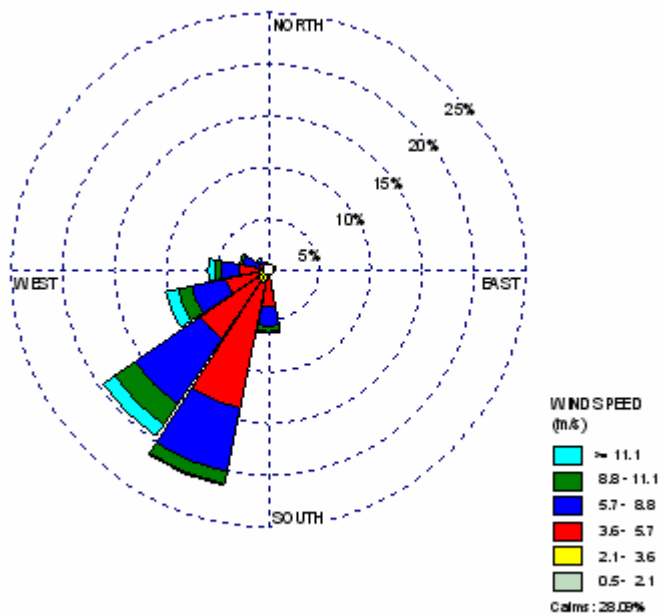 NORTH
25%
20%
15%
10%
5%
WEST
EAST
SOUTH
WIND SPEED
(m/s)
>= 11.1
8.8 - 11.1
5.7 - 8.8
3.6 - 5.7
2.1 - 3.6
0.5 - 2.1
Calms: 28.09%